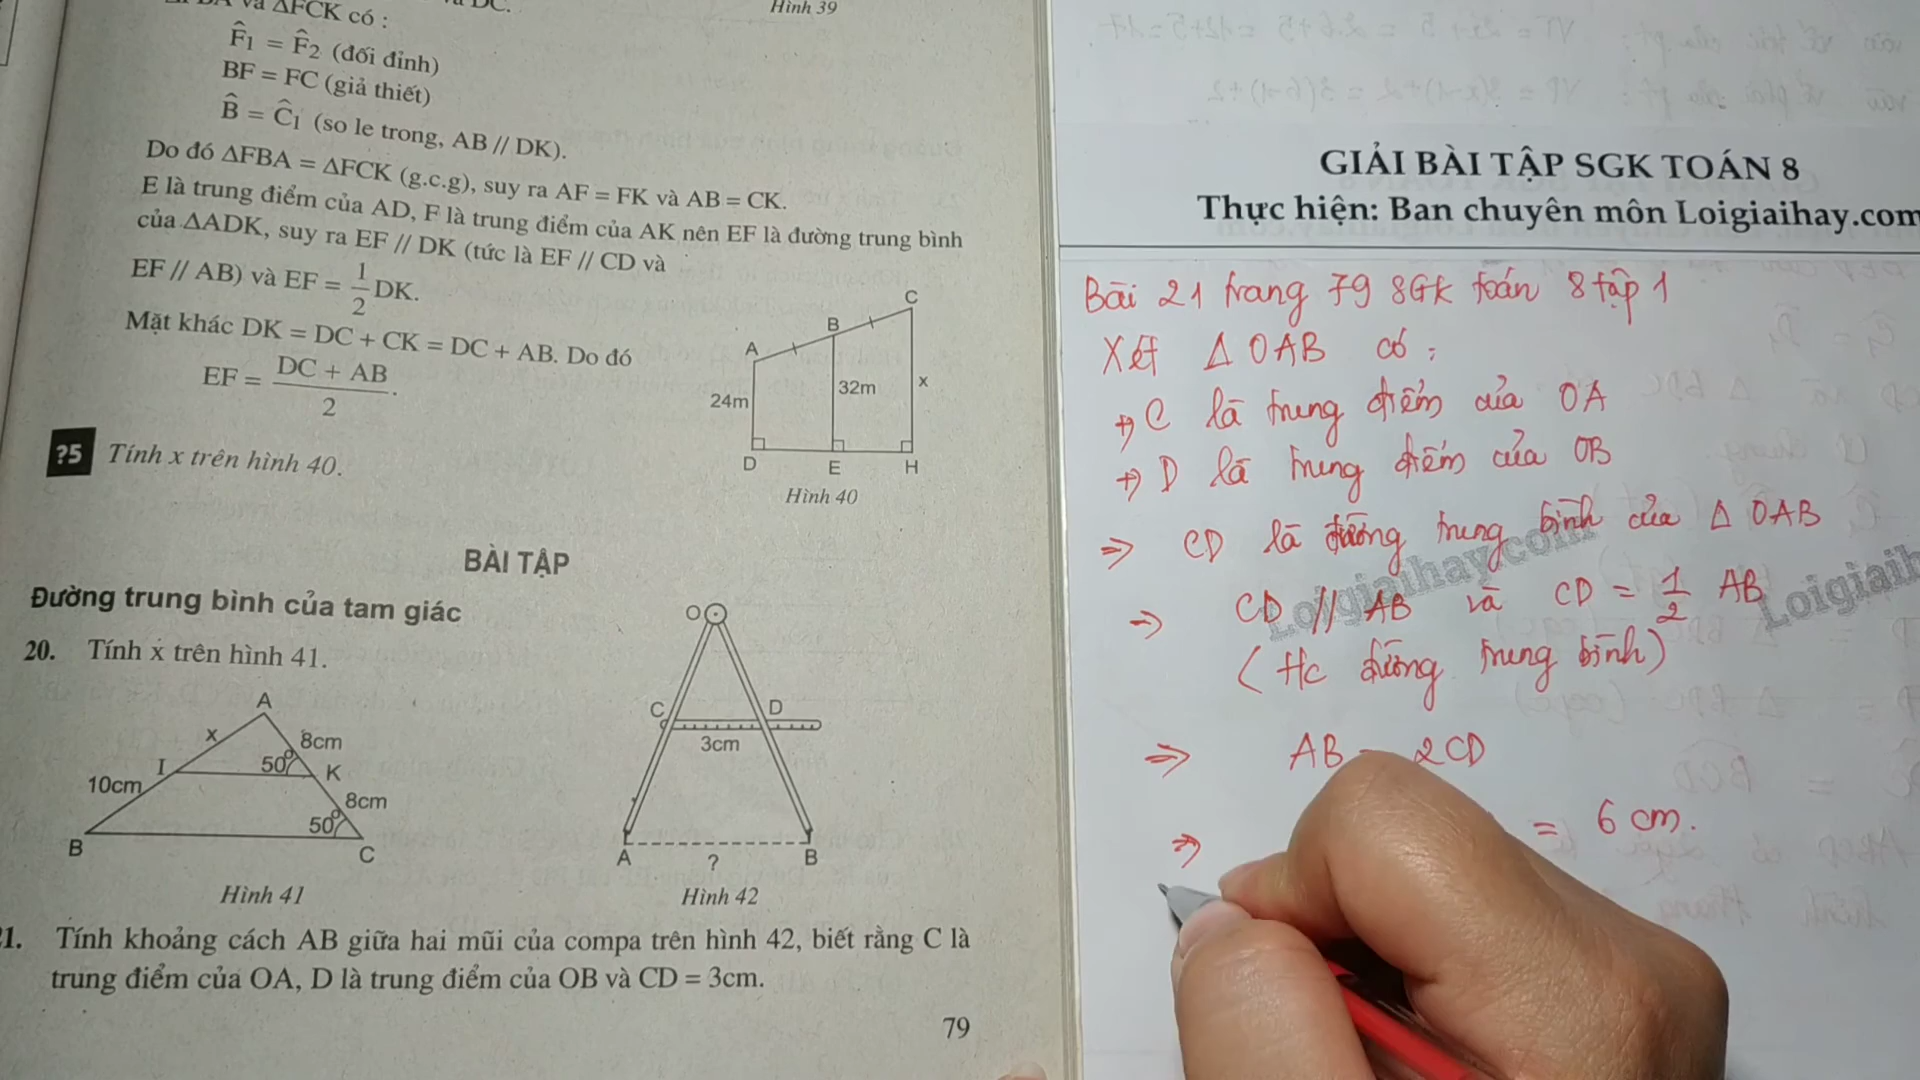 và ΔFCK có :
Hình 39
F̂1 = F̂2 (đối đỉnh)
BF = FC (giả thiết)
B̂ = Ĉ1 (so le trong, AB // DK).
Do đó ΔFBA = ΔFCK (g.c.g), suy ra AF = FK và AB = CK.
E là trung điểm của AD, F là trung điểm của AK nên EF là đường trung bình
của ΔADK, suy ra EF // DK (tức là EF // CD và
EF // AB) và EF = 1/2 DK.
Mặt khác DK = DC + CK = DC + AB. Do đó
EF = (DC + AB)/2.
?5 Tính x trên hình 40.
C
B
A
24m
32m
x
D E H
Hình 40
BÀI TẬP
Đường trung bình của tam giác
20. Tính x trên hình 41.
A
x
8cm
I
50°
K
10cm
8cm
50°
B
C
Hình 41
O
C
D
3cm
A
?
B
Hình 42
21. Tính khoảng cách AB giữa hai mũi của compa trên hình 42, biết rằng C là
trung điểm của OA, D là trung điểm của OB và CD = 3cm.
79
GIẢI BÀI TẬP SGK TOÁN 8
Thực hiện: Ban chuyên môn Loigiaihay.com
Bài 21 trang 79 SGK toán 8 tập 1
Xét Δ OAB có :
+) C là trung điểm của OA
+) D là trung điểm của OB
⇒ CD là đường trung bình của Δ OAB
⇒ CD // AB và CD = 1/2 AB
(t/c đường trung bình)
⇒ AB = 2CD
⇒ = 6 cm.
Loigiaihay.com
Loigiaih